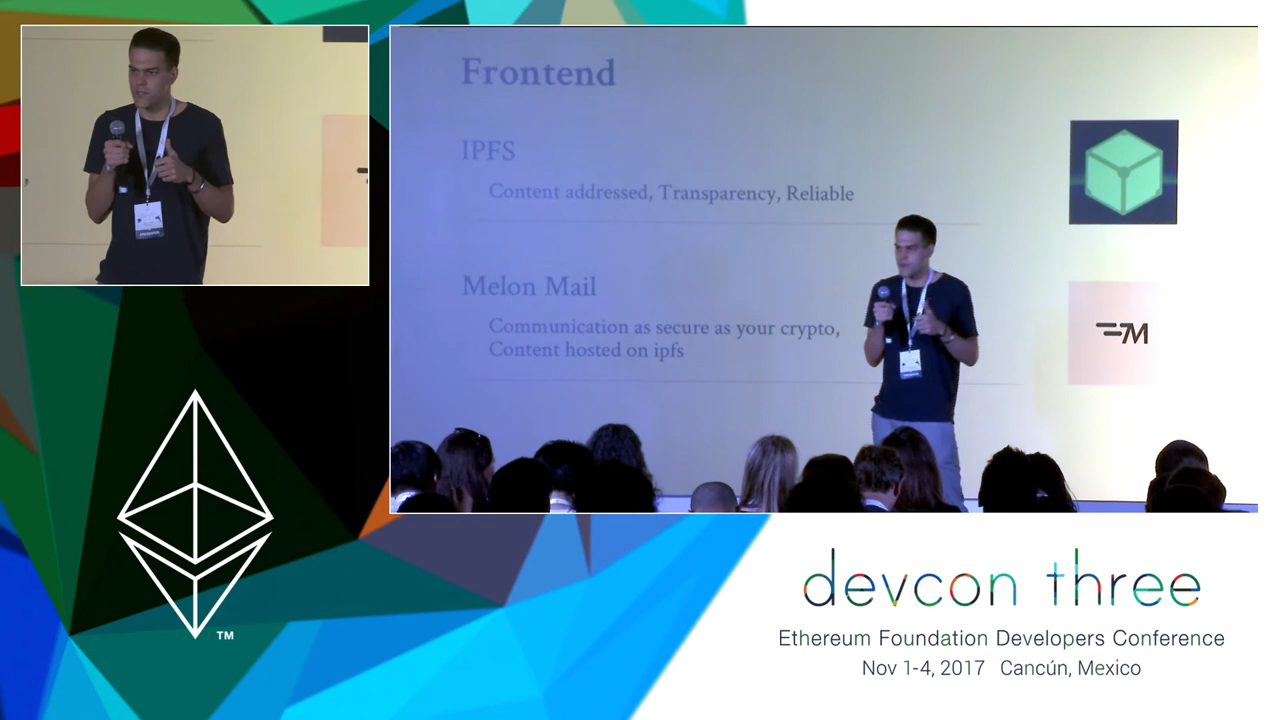 Frontend
IPFS
Content addressed, Transparency, Reliable
Melon Mail
Communication as secure as your crypto,
Content hosted on ipfs
TM
devcon three
Ethereum Foundation Developers Conference
Nov 1-4, 2017 Cancún, Mexico